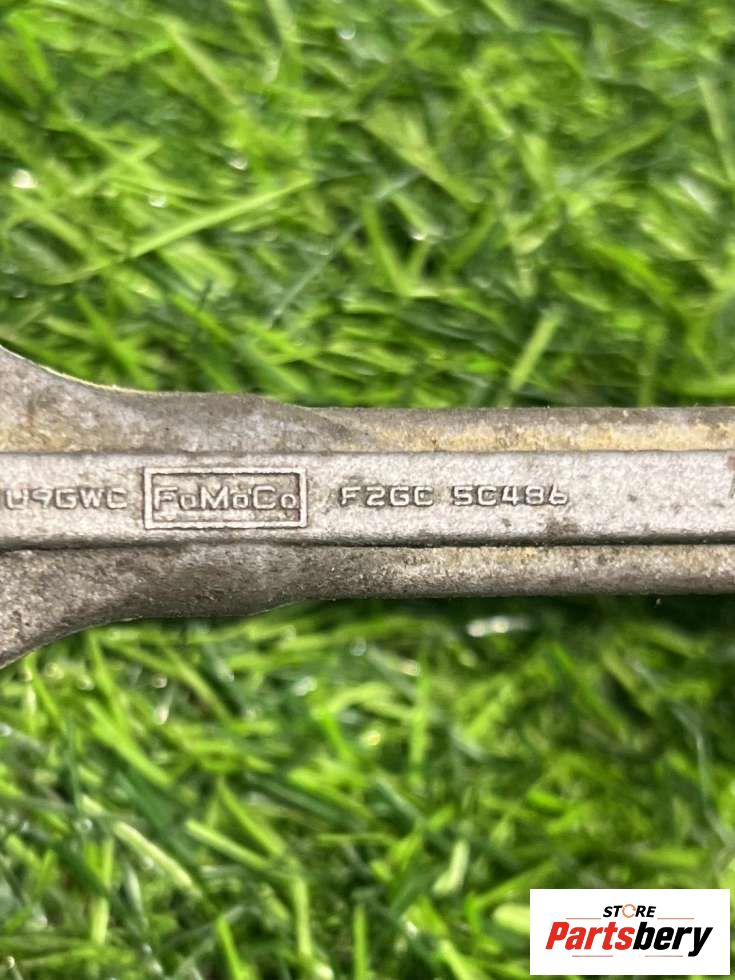 U9GWC FoMoCo F2GC 5C486
STORE
Partsbery